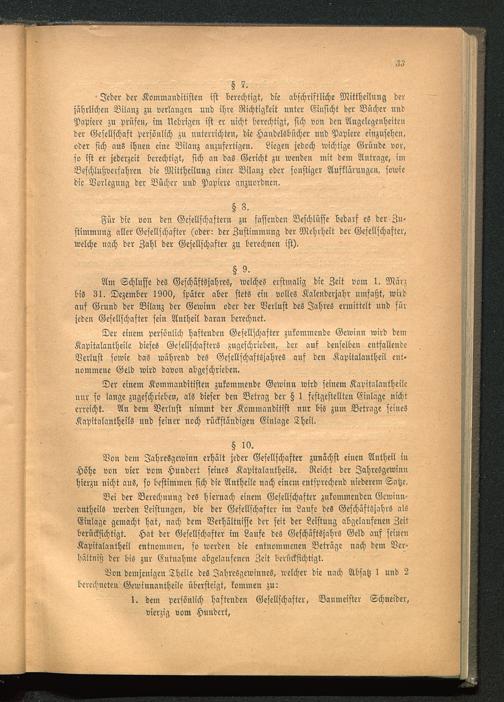 33
§ 7.
Jeder der Kommanditisten ist berechtigt, die abschriftliche Mittheilung der
jährlichen Bilanz zu verlangen und ihre Richtigkeit unter Einsicht der Bücher und
Papiere zu prüfen, im Uebrigen ist er nicht berechtigt, sich von den Angelegenheiten
der Gesellschaft persönlich zu unterrichten, die Handelsbücher und Papiere einzusehen,
oder sich aus ihnen eine Bilanz anzufertigen. Liegen jedoch wichtige Gründe vor,
so ist er jederzeit berechtigt, sich an das Gericht zu wenden mit dem Antrage, im
Beschlußverfahren die Mittheilung einer Bilanz oder sonstiger Aufklärungen, sowie
die Vorlegung der Bücher und Papiere anzuordnen.
§ 8.
Für die von den Gesellschaftern zu fassenden Beschlüsse bedarf es der Zu-
stimmung aller Gesellschafter (oder: der Zustimmung der Mehrheit der Gesellschafter,
welche nach der Zahl der Gesellschafter zu berechnen ist).
§ 9.
Am Schlusse des Geschäftsjahres, welches erstmalig die Zeit vom 1. März
bis 31. Dezember 1900, später aber stets ein volles Kalenderjahr umfaßt, wird
auf Grund der Bilanz der Gewinn oder der Verlust des Jahres ermittelt und für
jeden Gesellschafter sein Antheil daran berechnet.
Der einem persönlich haftenden Gesellschafter zukommende Gewinn wird dem
Kapitalantheile dieses Gesellschafters zugeschrieben, der auf denselben entfallende
Verlust sowie das während des Geschäftsjahres auf den Kapitalantheil ent-
nommene Geld wird davon abgeschrieben.
Der einem Kommanditisten zukommende Gewinn wird seinem Kapitalantheile
nur so lange zugeschrieben, als dieser den Betrag der § 1 festgestellten Einlage nicht
erreicht. An dem Verlust nimmt der Kommanditist nur bis zum Betrage seines
Kapitalantheils und seiner noch rückständigen Einlage Theil.
§ 10.
Von dem Jahresgewinn erhält jeder Gesellschafter zunächst einen Antheil in
Höhe von vier vom Hundert seines Kapitalantheils. Reicht der Jahresgewinn
hierzu nicht aus, so bestimmen sich die Antheile nach einem entsprechend niederem Satze.
Bei der Berechnung des hiernach einem Gesellschafter zukommenden Gewinn-
antheils werden Leistungen, die der Gesellschafter im Laufe des Geschäftsjahrs als
Einlage gemacht hat, nach dem Verhältnisse der seit der Leistung abgelaufenen Zeit
berücksichtigt. Hat der Gesellschafter im Laufe des Geschäftsjahrs Geld auf seinen
Kapitalantheil entnommen, so werden die entnommenen Beträge nach dem Ver-
hältniß der bis zur Entnahme abgelaufenen Zeit berücksichtigt.
Von demjenigen Theile des Jahresgewinnes, welcher die nach Absatz 1 und 2
berechneten Gewinnantheile übersteigt, kommen zu:
1. dem persönlich haftenden Gesellschafter, Baumeister Schneider,
vierzig vom Hundert,